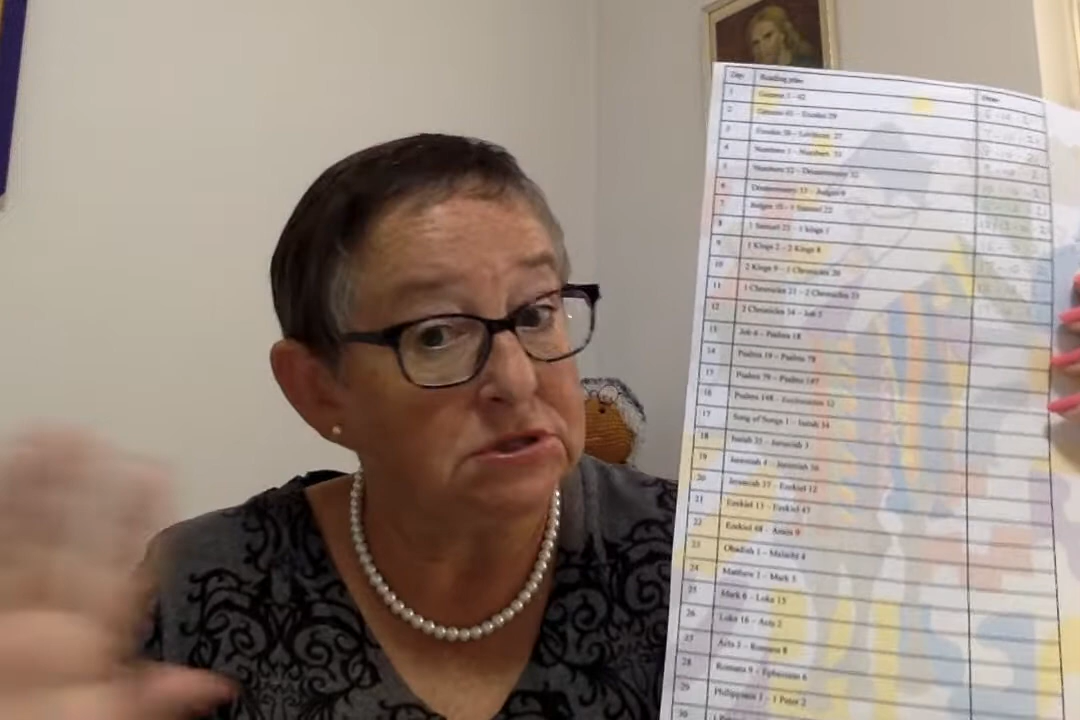 Day Reading plan Date
1 Genesis 1 - 42
2 Genesis 43 – Exodus 29
3 Exodus 30 – Leviticus 27
4 Numbers 1 – Numbers 31
5 Numbers 32 – Deuteronomy 32
6 Deuteronomy 33 – Judges 9
7 Judges 10 – 1 Samuel 22
8 1 Samuel 23 – 1 kings 1
9 1 Kings 2 – 2 Kings 8
10 2 Kings 9 – 1 Chronicles 20
11 1 Chronicles 21 – 2 Chronicles 33
12 2 Chronicles 34 – Job 5
13 Job 6 – Psalms 18
14 Psalms 19 – Psalms 78
15 Psalms 79 – Psalms 147
16 Psalms 148 – Ecclesiastes 12
17 Song of Songs 1 – Isaiah 34
18 Isaiah 35 – Jeremiah 3
19 Jeremiah 4 – Jeremiah 36
20 Jeremiah 37 – Ezekiel 12
21 Ezekiel 13 – Ezekiel 47
22 Ezekiel 48 – Amos 9
23 Obadiah 1 – Malachi 4
24 Matthew 1 – Mark 5
25 Mark 6 – Luke 15
26 Luke 16 – Acts 2
27 Acts 3 – Romans 8
28 Romans 9 – Ephesians 6
29 Philippians 1 – 1 Peter 2
30